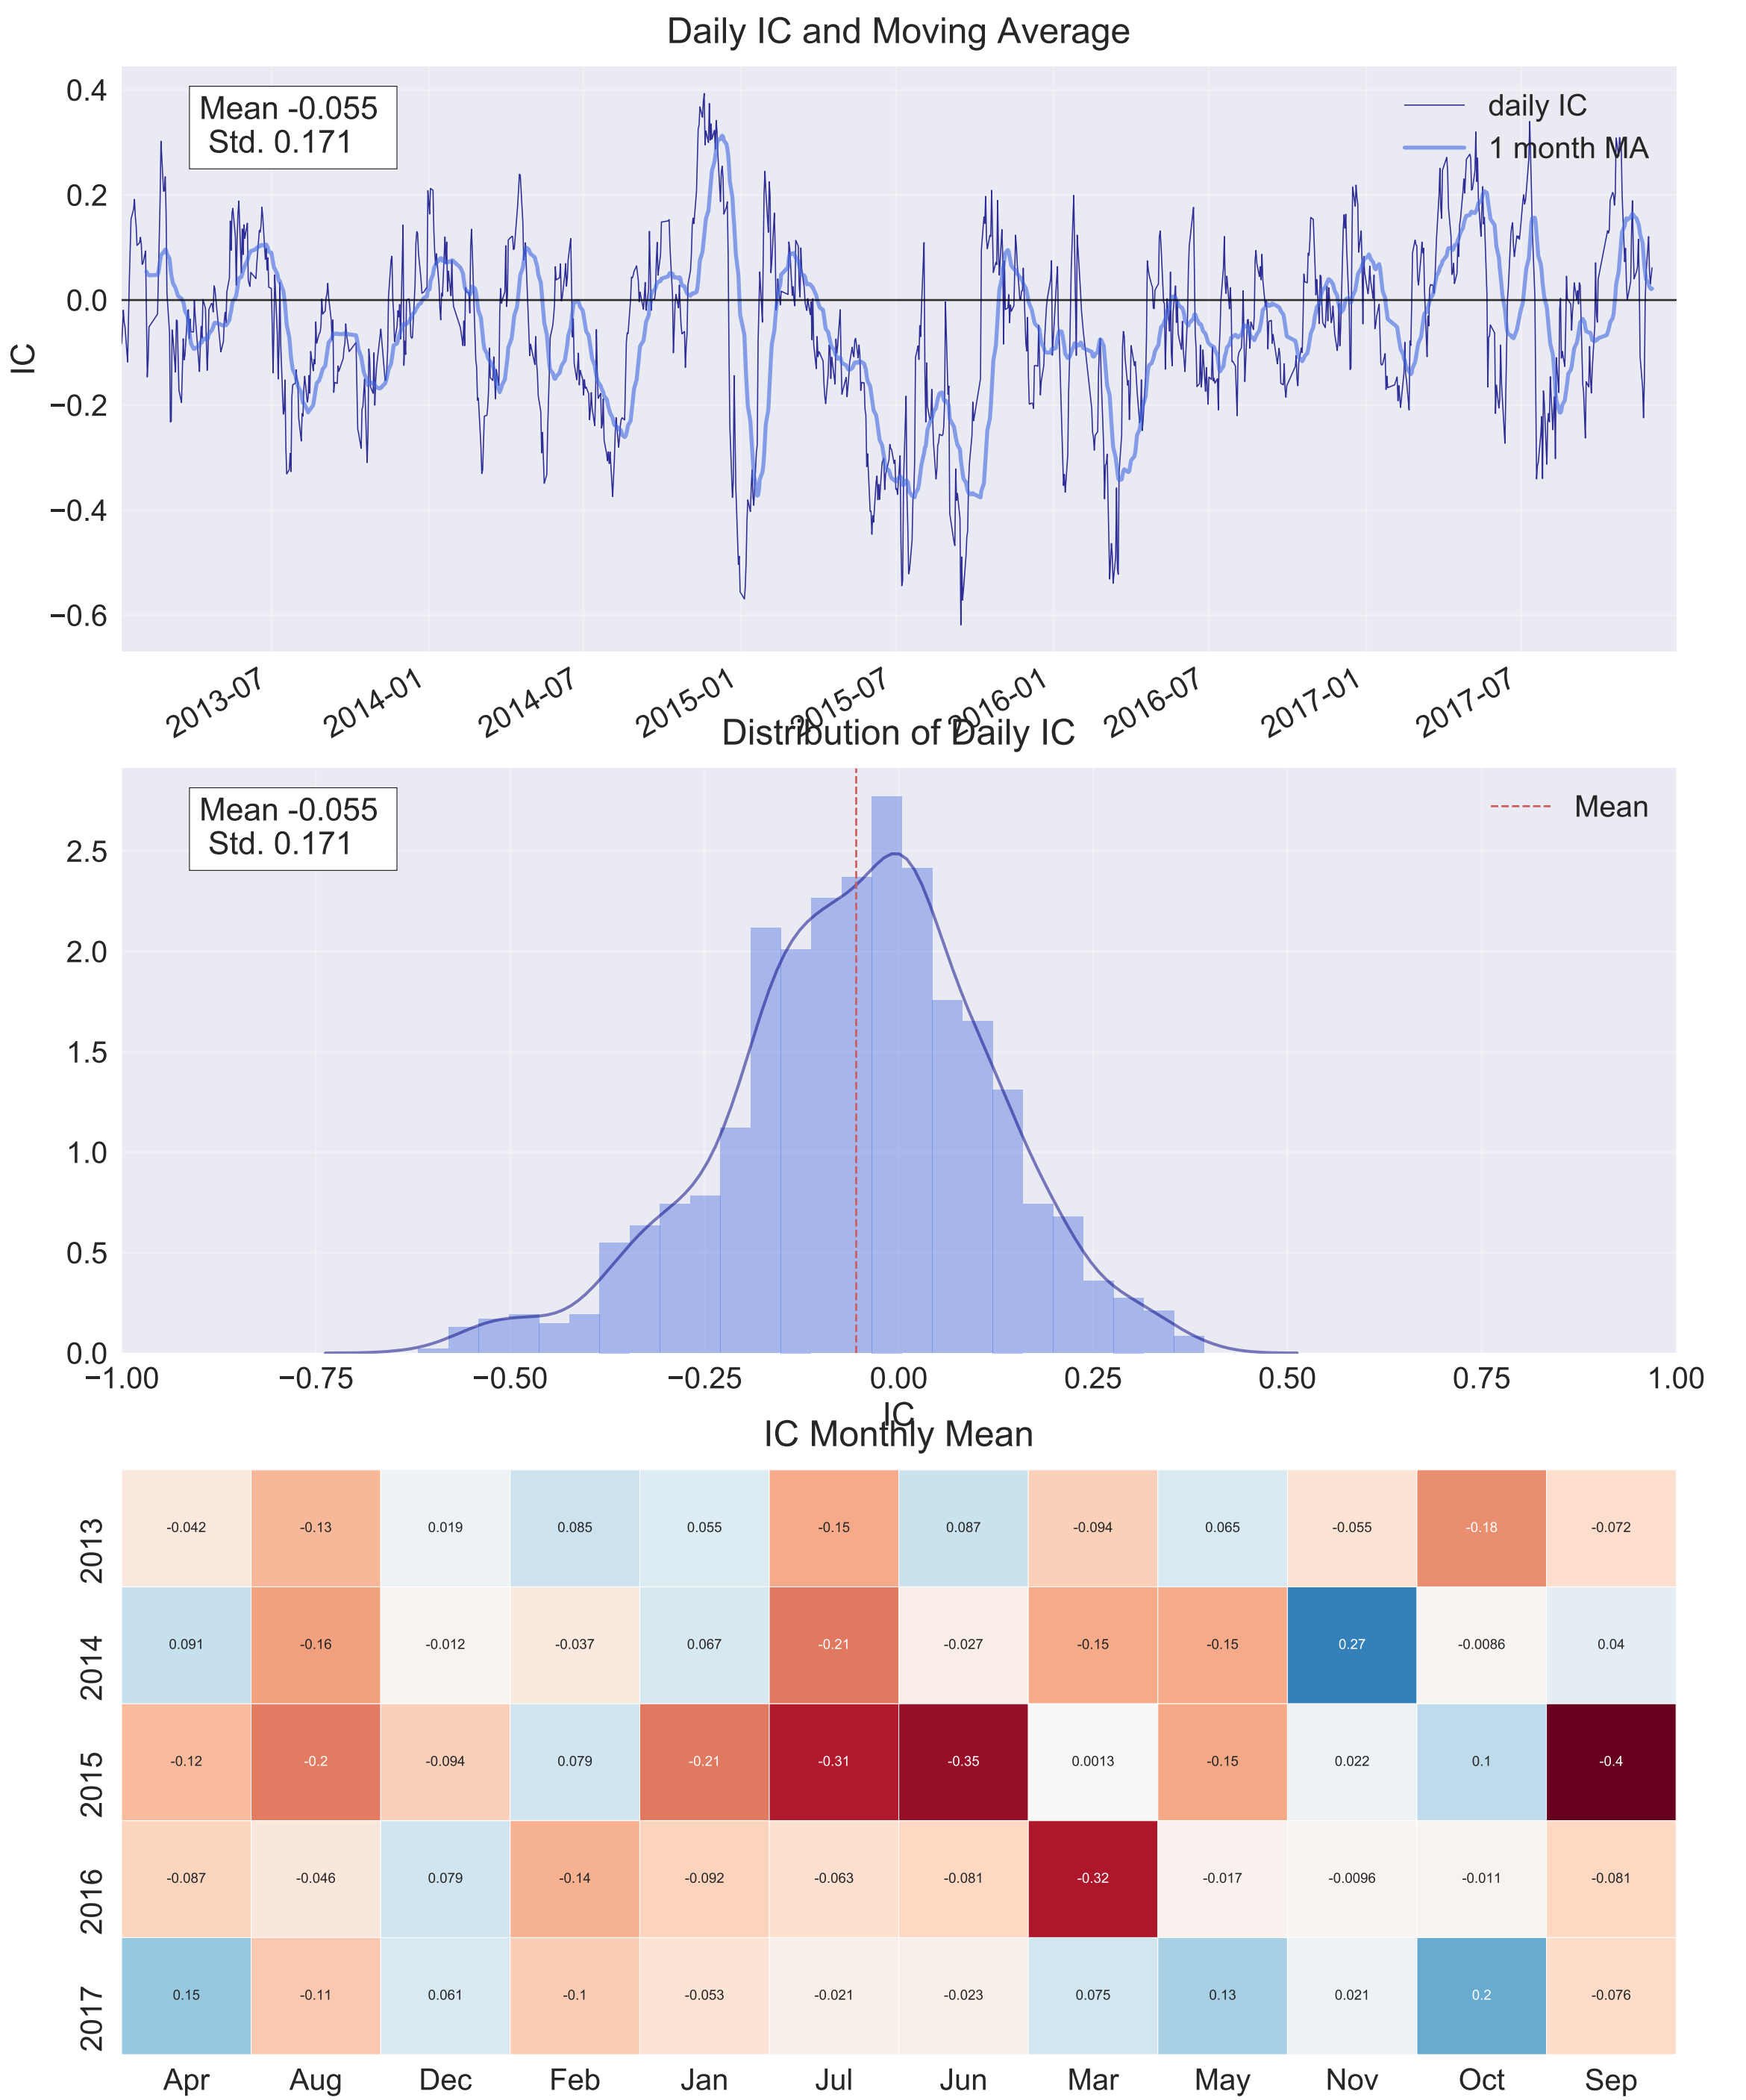 Daily IC and Moving Average
Mean -0.055
Std. 0.171
daily IC
1 month MA
0.4
0.2
0.0
−0.2
−0.4
−0.6
IC
2013-07
2014-01
2014-07
2015-01
2015-07
2016-01
2016-07
2017-01
2017-07
Distribution of Daily IC
Mean -0.055
Std. 0.171
Mean
2.5
2.0
1.5
1.0
0.5
0.0
−1.00 −0.75 −0.50 −0.25 0.00 0.25 0.50 0.75 1.00
IC
IC Monthly Mean
2013 -0.042 -0.13 0.019 0.085 0.055 -0.15 0.087 -0.094 0.065 -0.055 -0.18 -0.072
2014 0.091 -0.16 -0.012 -0.037 0.067 -0.21 -0.027 -0.15 -0.15 0.27 -0.0086 0.04
2015 -0.12 -0.2 -0.094 0.079 -0.21 -0.31 -0.35 0.0013 -0.15 0.022 0.1 -0.4
2016 -0.087 -0.046 0.079 -0.14 -0.092 -0.063 -0.081 -0.32 -0.017 -0.0096 -0.011 -0.081
2017 0.15 -0.11 0.061 -0.1 -0.053 -0.021 -0.023 0.075 0.13 0.021 0.2 -0.076
Apr Aug Dec Feb Jan Jul Jun Mar May Nov Oct Sep